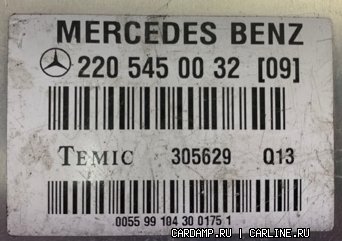 MERCEDES BENZ
220 545 00 32 [09]
TEMIC 305629 Q13
0055 99 104 30 0175 1
CARDAMP.RU | CARLINE.RU